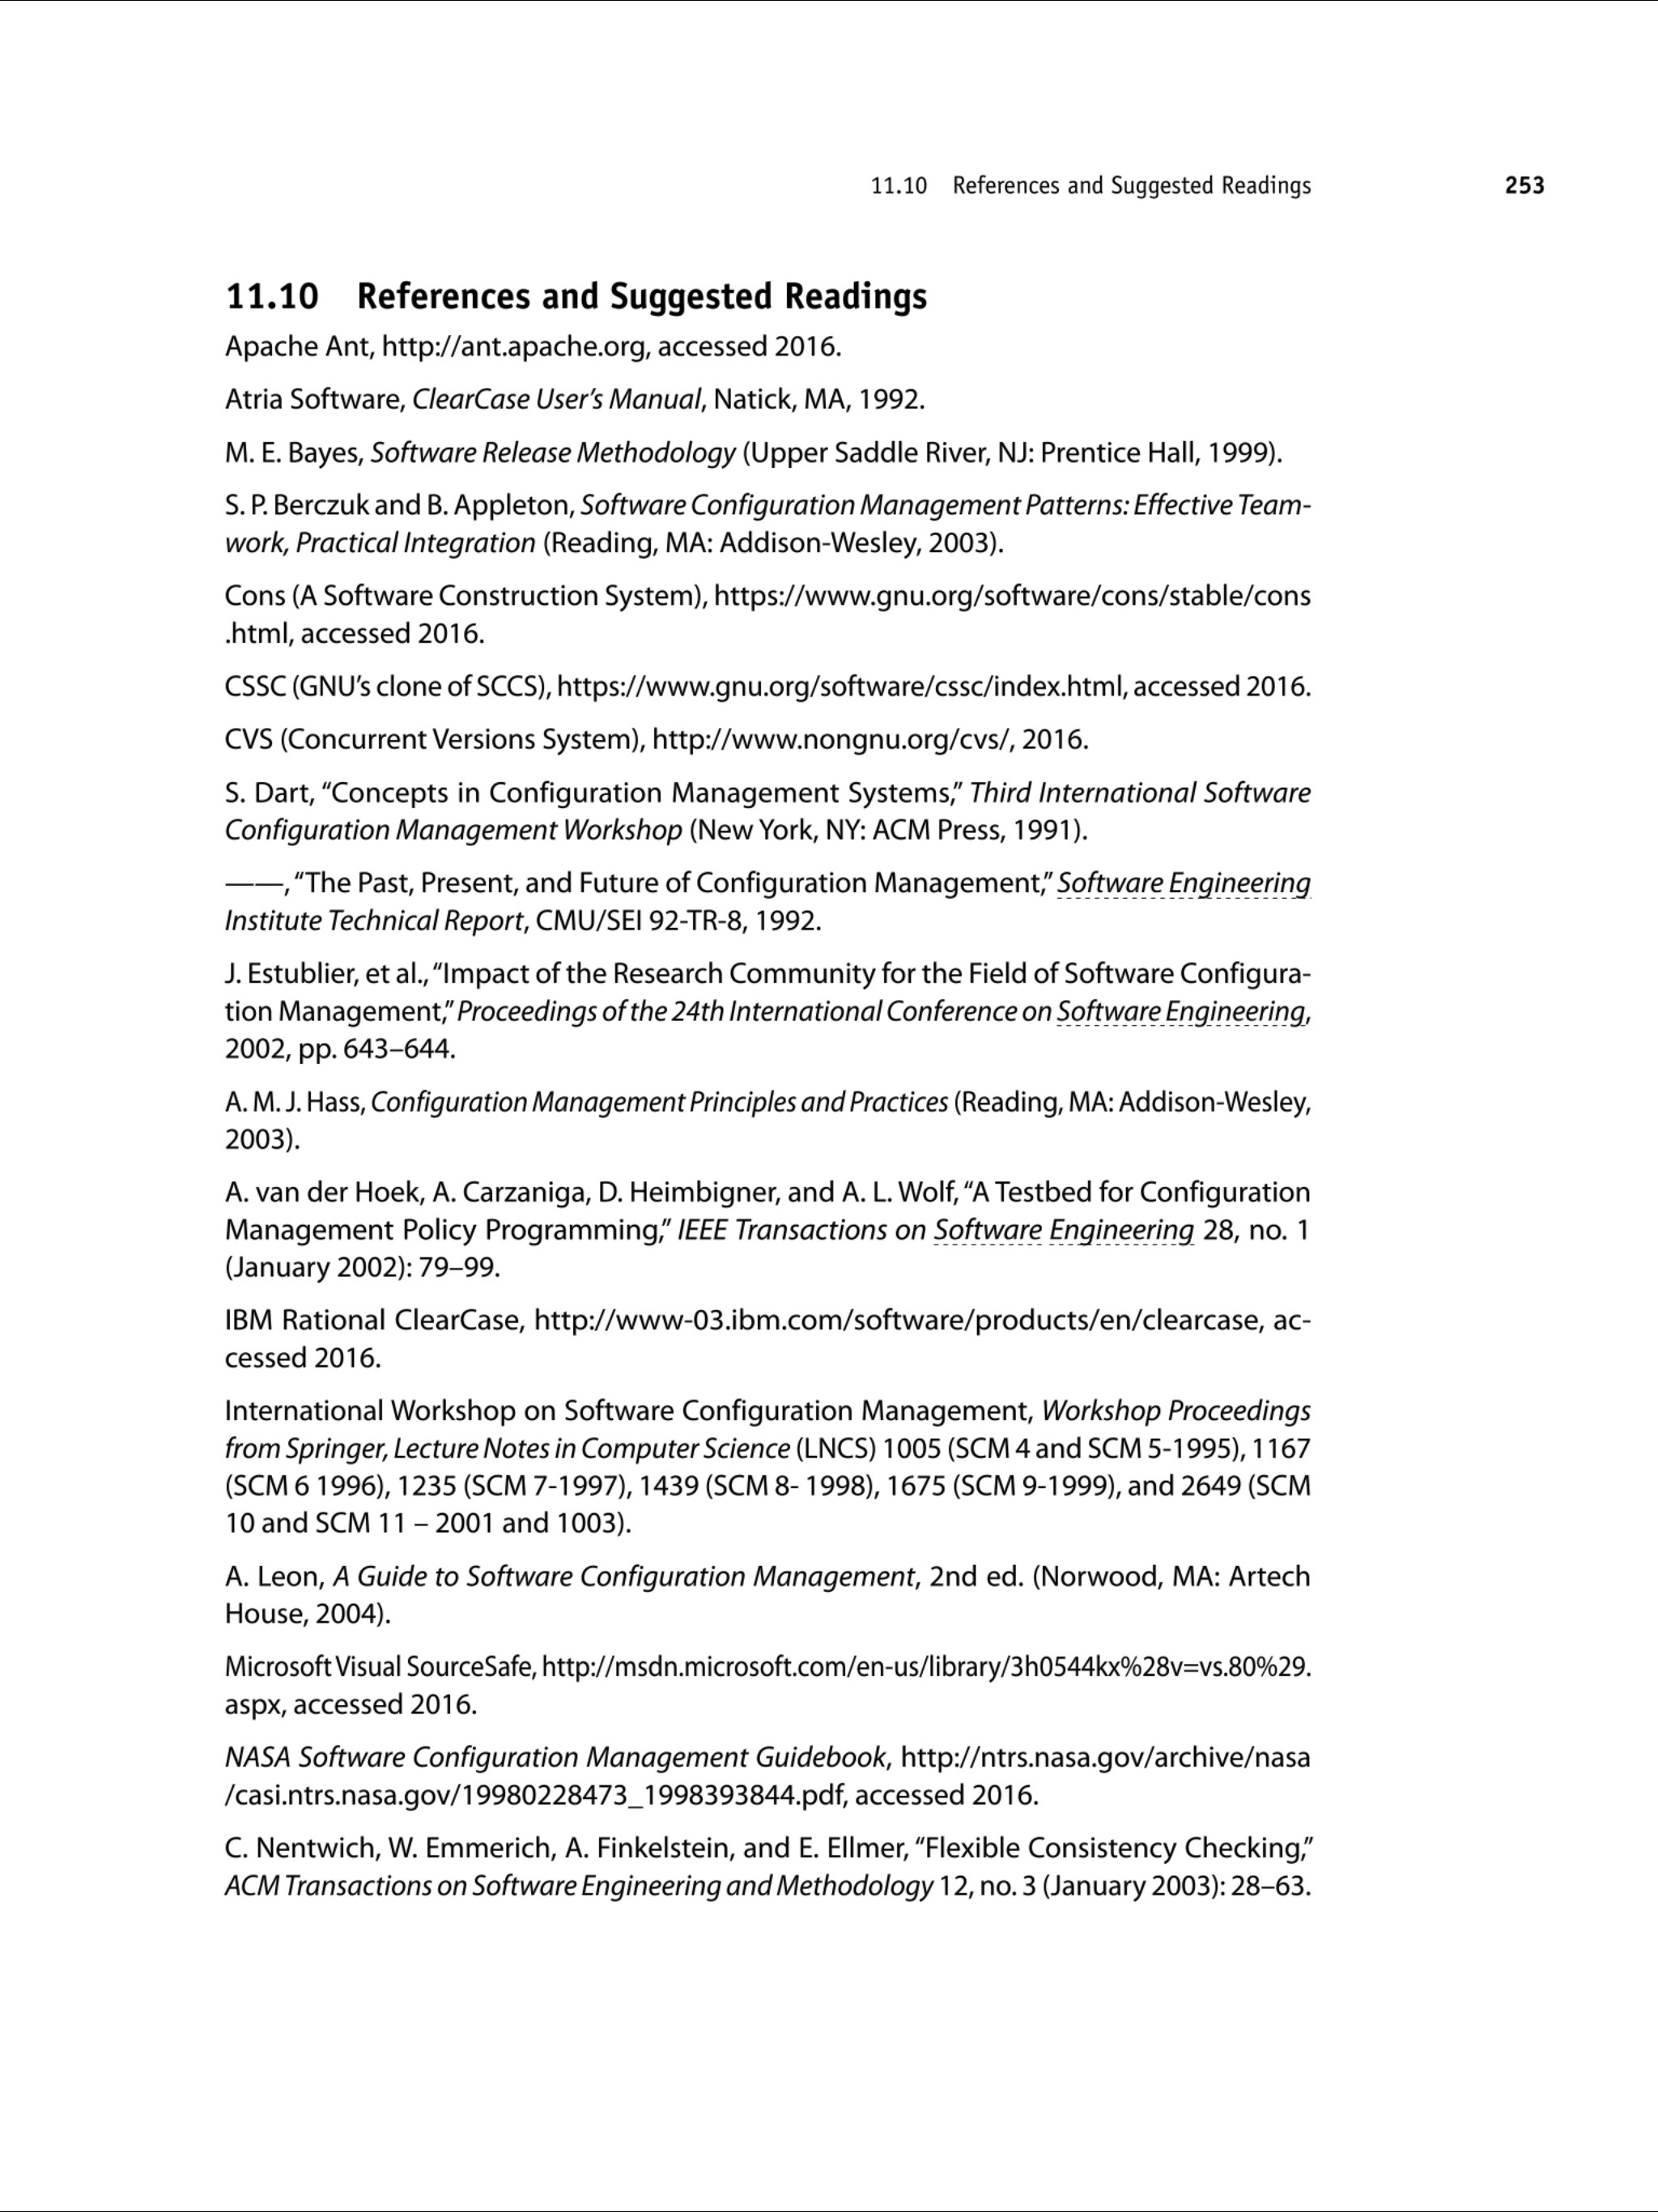 11.10 References and Suggested Readings 253
11.10 References and Suggested Readings
Apache Ant, http://ant.apache.org, accessed 2016.
Atria Software, ClearCase User’s Manual, Natick, MA, 1992.
M. E. Bayes, Software Release Methodology (Upper Saddle River, NJ: Prentice Hall, 1999).
S. P. Berczuk and B. Appleton, Software Configuration Management Patterns: Effective Team-
work, Practical Integration (Reading, MA: Addison-Wesley, 2003).
Cons (A Software Construction System), https://www.gnu.org/software/cons/stable/cons
.html, accessed 2016.
CSSC (GNU’s clone of SCCS), https://www.gnu.org/software/cssc/index.html, accessed 2016.
CVS (Concurrent Versions System), http://www.nongnu.org/cvs/, 2016.
S. Dart, “Concepts in Configuration Management Systems,” Third International Software
Configuration Management Workshop (New York, NY: ACM Press, 1991).
——, “The Past, Present, and Future of Configuration Management,” Software Engineering
Institute Technical Report, CMU/SEI 92-TR-8, 1992.
J. Estublier, et al., “Impact of the Research Community for the Field of Software Configura-
tion Management,” Proceedings of the 24th International Conference on Software Engineering,
2002, pp. 643–644.
A. M. J. Hass, Configuration Management Principles and Practices (Reading, MA: Addison-Wesley,
2003).
A. van der Hoek, A. Carzaniga, D. Heimbigner, and A. L. Wolf, “A Testbed for Configuration
Management Policy Programming,” IEEE Transactions on Software Engineering 28, no. 1
(January 2002): 79–99.
IBM Rational ClearCase, http://www-03.ibm.com/software/products/en/clearcase, ac-
cessed 2016.
International Workshop on Software Configuration Management, Workshop Proceedings
from Springer, Lecture Notes in Computer Science (LNCS) 1005 (SCM 4 and SCM 5-1995), 1167
(SCM 6 1996), 1235 (SCM 7-1997), 1439 (SCM 8- 1998), 1675 (SCM 9-1999), and 2649 (SCM
10 and SCM 11 – 2001 and 1003).
A. Leon, A Guide to Software Configuration Management, 2nd ed. (Norwood, MA: Artech
House, 2004).
Microsoft Visual SourceSafe, http://msdn.microsoft.com/en-us/library/3h0544kx%28v=vs.80%29.
aspx, accessed 2016.
NASA Software Configuration Management Guidebook, http://ntrs.nasa.gov/archive/nasa
/casi.ntrs.nasa.gov/19980228473_1998393844.pdf, accessed 2016.
C. Nentwich, W. Emmerich, A. Finkelstein, and E. Ellmer, “Flexible Consistency Checking,”
ACM Transactions on Software Engineering and Methodology 12, no. 3 (January 2003): 28–63.